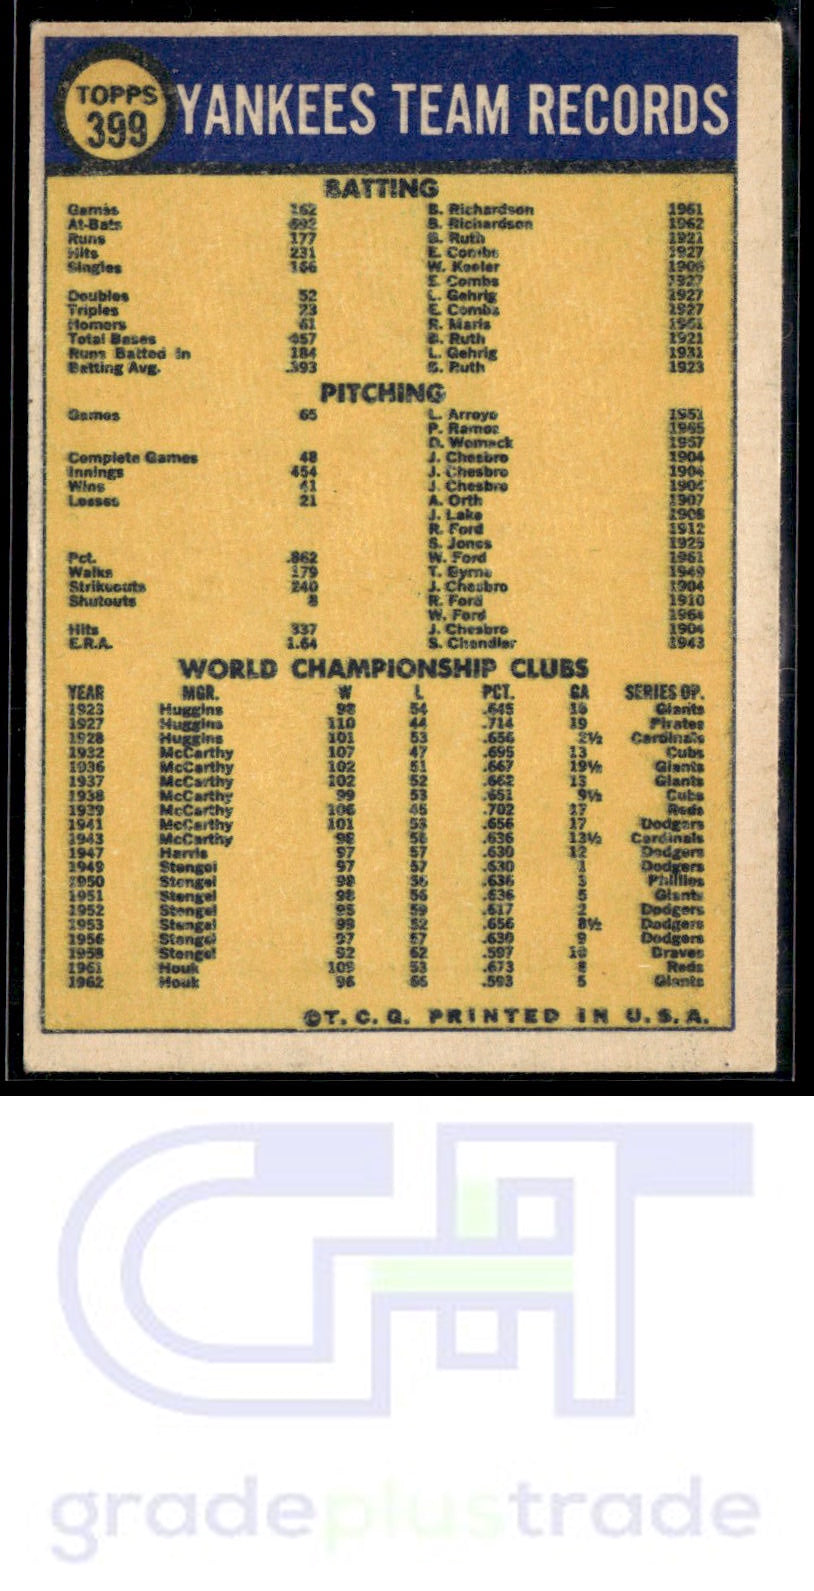 TOPPS
399
YANKEES TEAM RECORDS
BATTING
Games 162 B. Richardson 1961
At-Bats 692 B. Richardson 1962
Runs 177 B. Ruth 1921
Hits 231 E. Combs 1927
Singles 166 W. Keeler 1906
E. Combs 1927
Doubles 52 L. Gehrig 1927
Triples 23 E. Combs 1927
Homers 61 R. Maris 1961
Total Bases 457 B. Ruth 1921
Runs Batted in 184 L. Gehrig 1931
Batting Avg. .393 B. Ruth 1923
PITCHING
Games 65 L. Arroyo 1961
P. Ramos 1965
D. Womack 1967
Complete Games 48 J. Chesbro 1904
Innings 454 J. Chesbro 1904
Wins 41 J. Chesbro 1904
Losses 21 A. Orth 1907
J. Lake 1908
R. Ford 1912
S. Jones 1925
Pct. .862 W. Ford 1961
Walks 179 T. Byrne 1949
Strikeouts 240 J. Chesbro 1904
Shutouts 8 R. Ford 1910
W. Ford 1964
Hits 337 J. Chesbro 1904
E.R.A. 1.64 S. Chandler 1943
WORLD CHAMPIONSHIP CLUBS
YEAR MGR. W L PCT. GA SERIES OP.
1923 Huggins 98 54 .645 16 Giants
1927 Huggins 110 44 .714 19 Pirates
1928 Huggins 101 53 .656 2½ Cardinals
1932 McCarthy 107 47 .695 13 Cubs
1936 McCarthy 102 51 .667 19½ Giants
1937 McCarthy 102 52 .662 13 Giants
1938 McCarthy 99 53 .651 9½ Cubs
1939 McCarthy 106 45 .702 17 Reds
1941 McCarthy 101 53 .656 17 Dodgers
1943 McCarthy 98 56 .636 13½ Cardinals
1947 Harris 97 57 .630 12 Dodgers
1949 Stengel 97 57 .630 1 Dodgers
1950 Stengel 98 56 .636 3 Phillies
1951 Stengel 98 56 .636 5 Giants
1952 Stengel 95 59 .617 2 Dodgers
1953 Stengel 99 52 .656 8½ Dodgers
1956 Stengel 97 57 .630 9 Dodgers
1958 Stengel 92 62 .597 10 Braves
1961 Houk 109 53 .673 8 Reds
1962 Houk 96 66 .593 5 Giants
©T. C. G. PRINTED IN U.S.A.
gradeplustrade